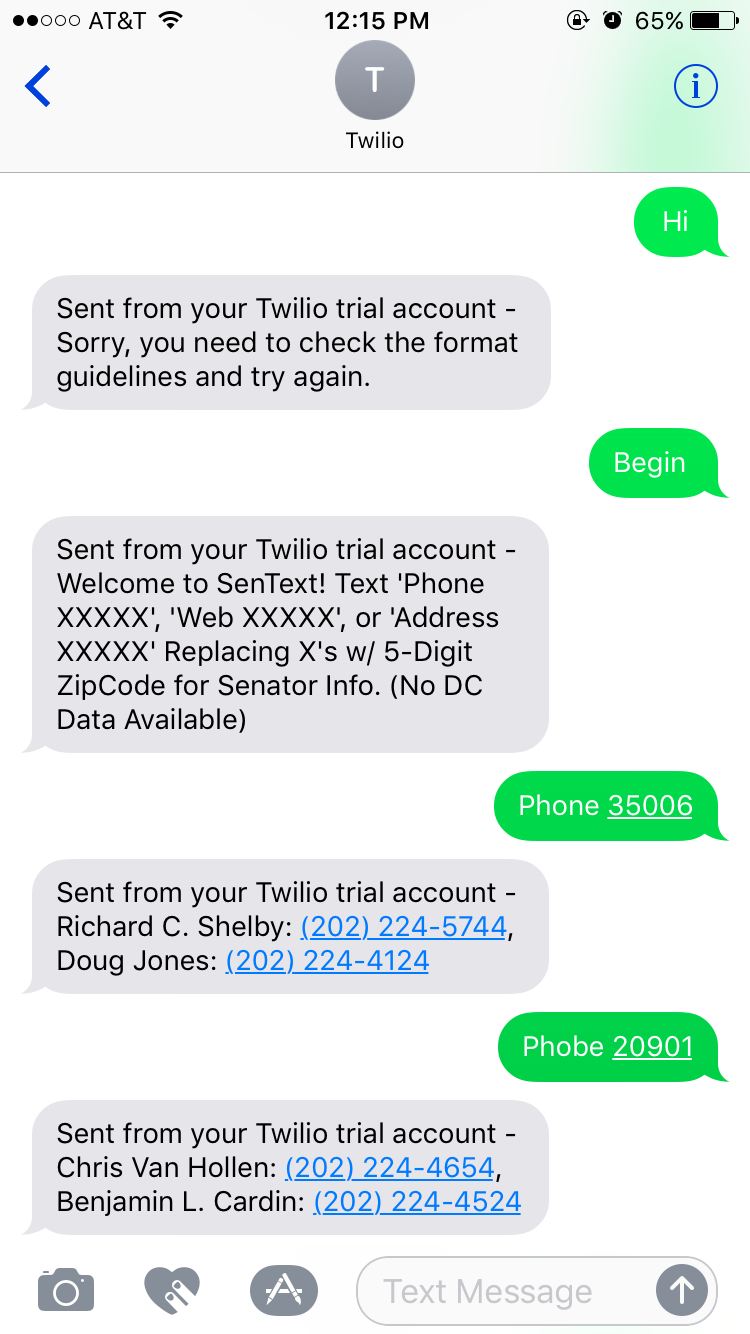 AT&T 12:15 PM 65%
T
Twilio
Hi
Sent from your Twilio trial account -
Sorry, you need to check the format
guidelines and try again.
Begin
Sent from your Twilio trial account -
Welcome to SenText! Text 'Phone
XXXXX', 'Web XXXXX', or 'Address
XXXXX' Replacing X's w/ 5-Digit
ZipCode for Senator Info. (No DC
Data Available)
Phone 35006
Sent from your Twilio trial account -
Richard C. Shelby: (202) 224-5744,
Doug Jones: (202) 224-4124
Phobe 20901
Sent from your Twilio trial account -
Chris Van Hollen: (202) 224-4654,
Benjamin L. Cardin: (202) 224-4524
Text Message